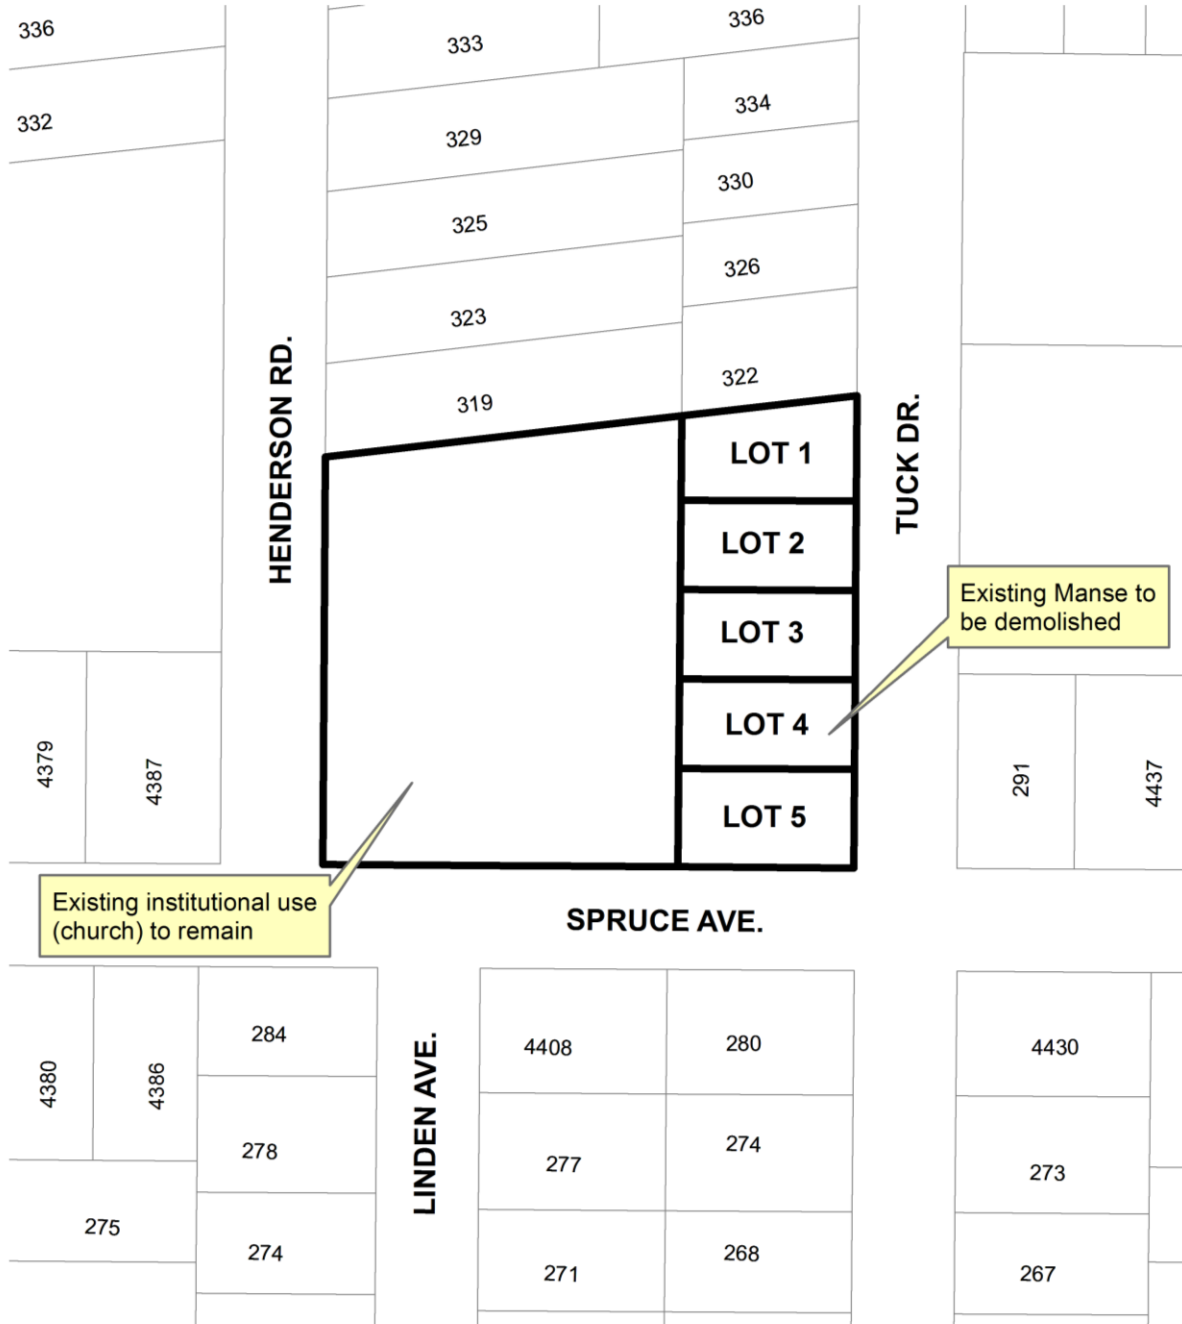 336
333
336
332
329
334
325
330
323
326
319
322
HENDERSON RD.
TUCK DR.
LOT 1
LOT 2
LOT 3
LOT 4
LOT 5
Existing Manse to
be demolished
4379
4387
291
4437
Existing institutional use
(church) to remain
SPRUCE AVE.
LINDEN AVE.
4380
4386
284
4408
280
4430
278
277
274
273
275
274
271
268
267